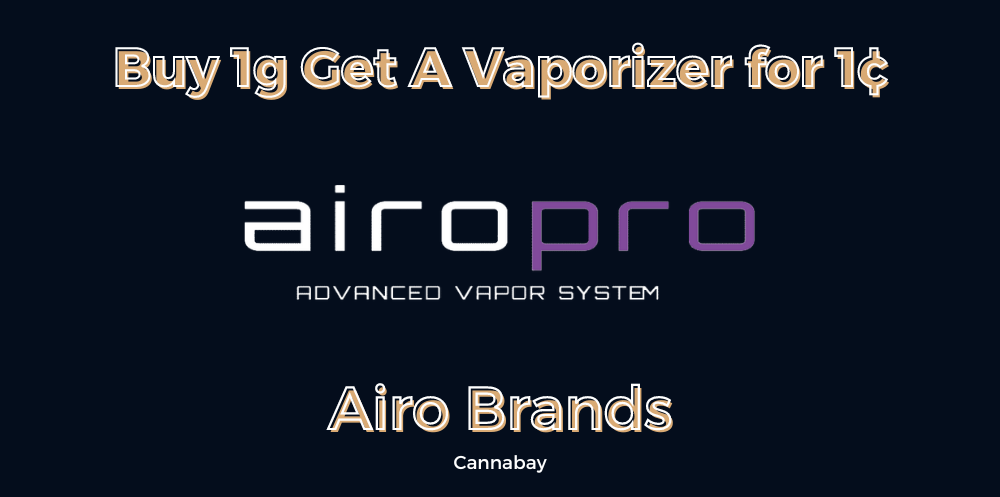 Buy 1g Get A Vaporizer for 1¢
airopro
ADVANCED VAPOR SYSTEM
Airo Brands
Cannabay